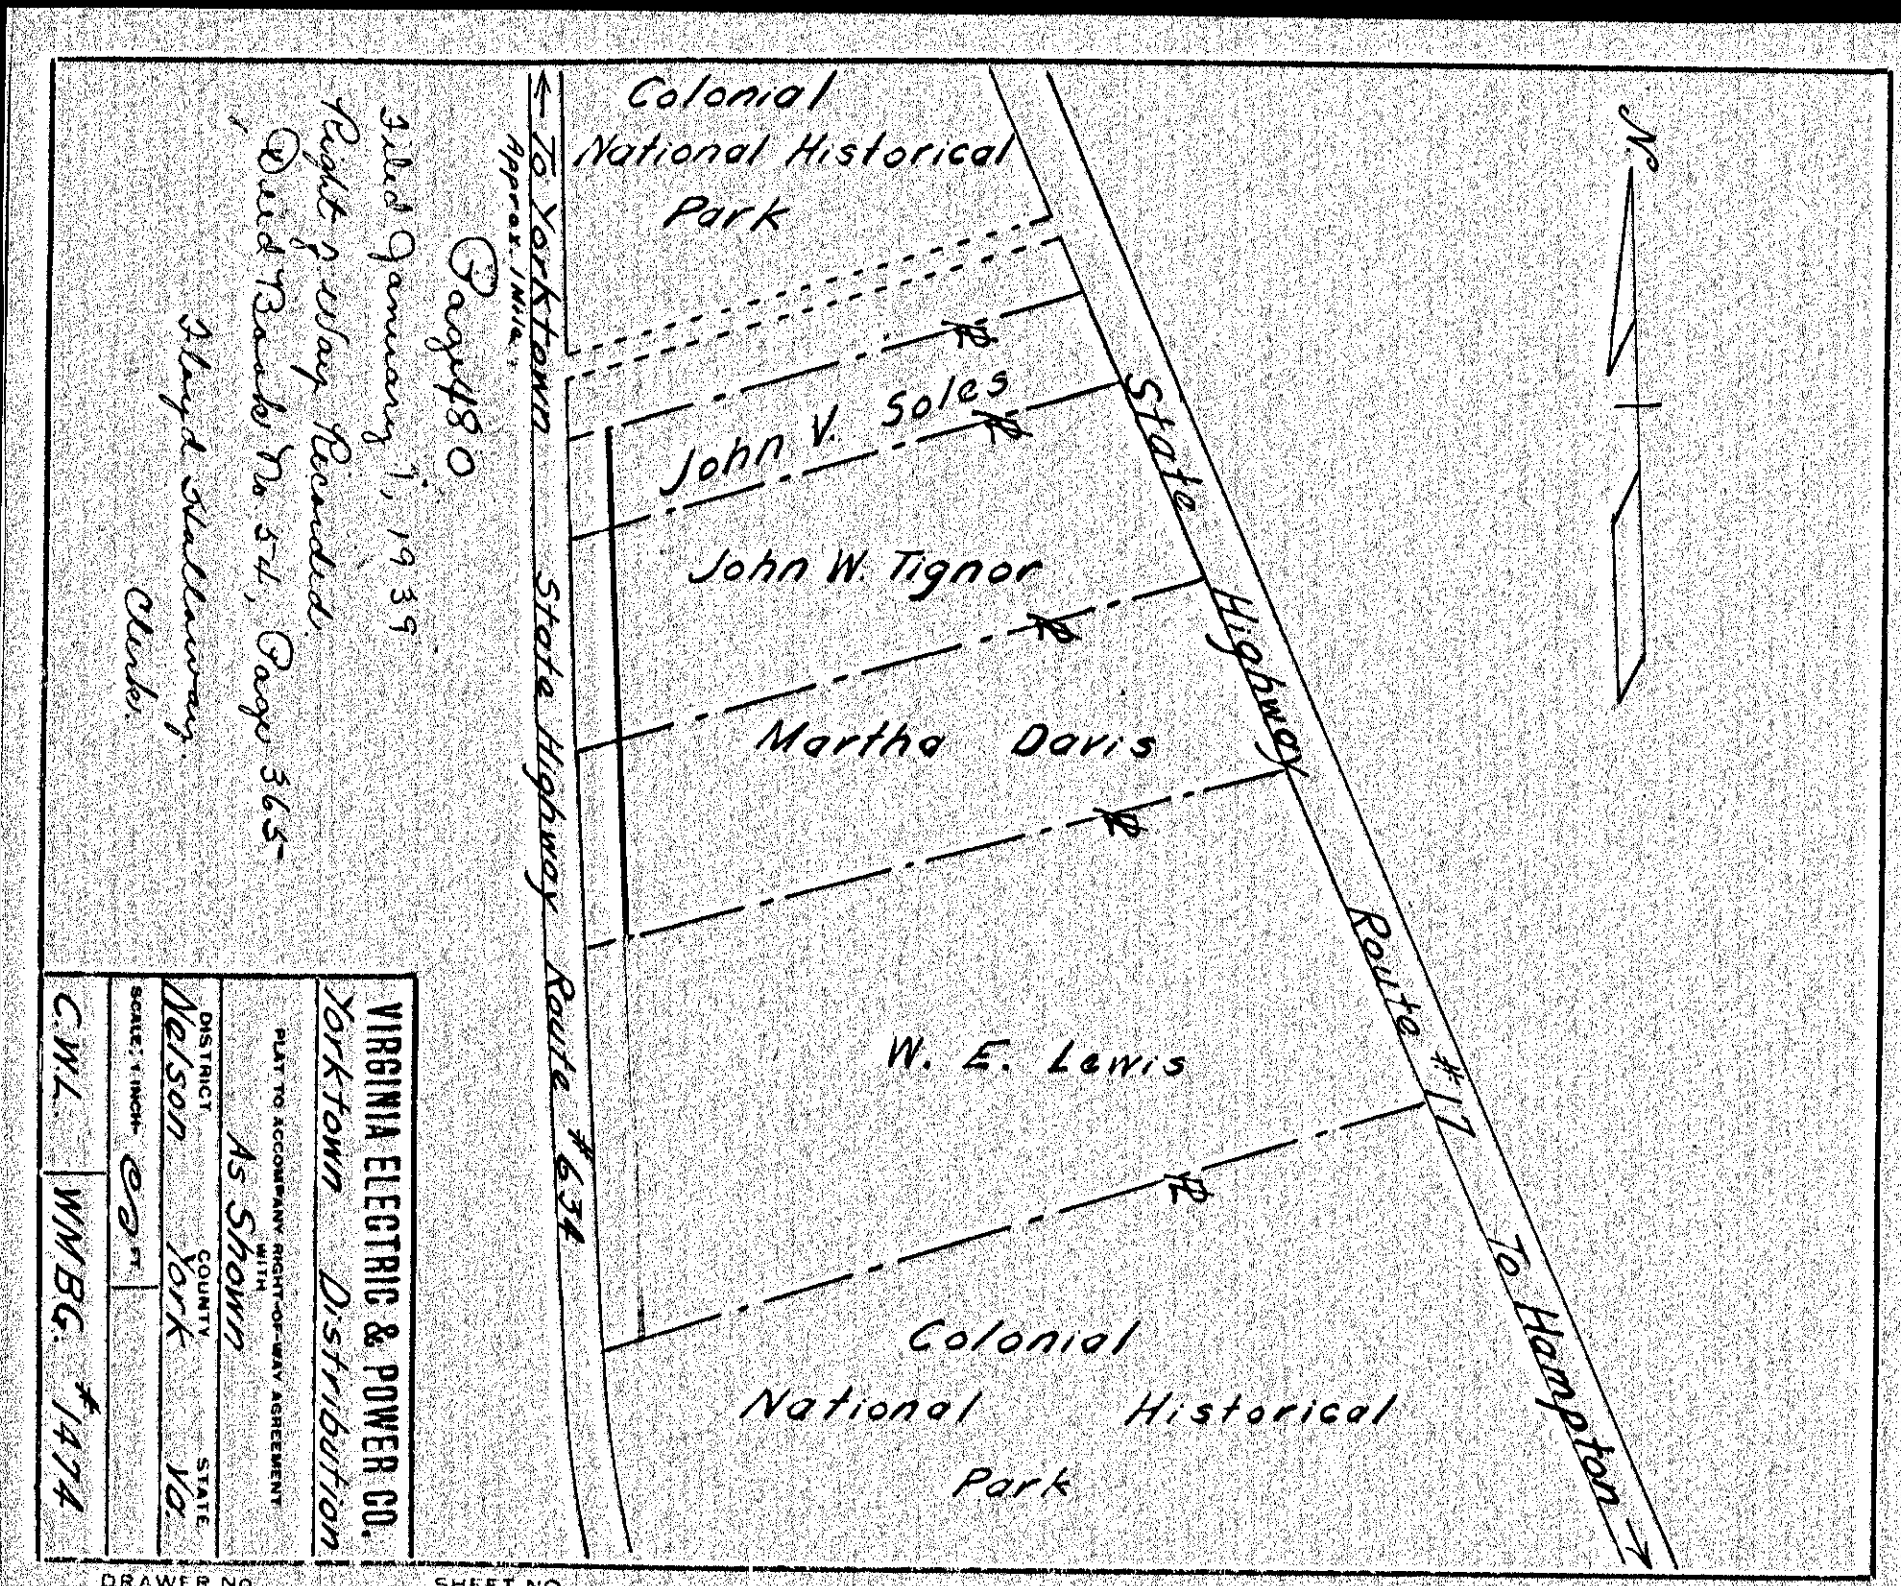 N.
Colonial
National Historical
Park
John V. Soles
John W. Tignor
Martha Davis
W. E. Lewis
Colonial
National Historical
Park
State Highway Route #17 To Hampton →
← To Yorktown State Highway Route #634
Approx. 1 Mile.
Page 480
Filed January 7, 1939
Right of Way Recorded.
Deed Book No. 54, Page 365
Floyd Hallaway.
Clerk.
VIRGINIA ELECTRIC & POWER CO.
Yorktown Distribution
PLAT TO ACCOMPANY RIGHT-OF-WAY AGREEMENT
WITH
As Shown
DISTRICT COUNTY STATE
Nelson York Va.
SCALE: 1 INCH= FT.
C.W.L. WMBG. #1474
DRAWER NO. SHEET NO.